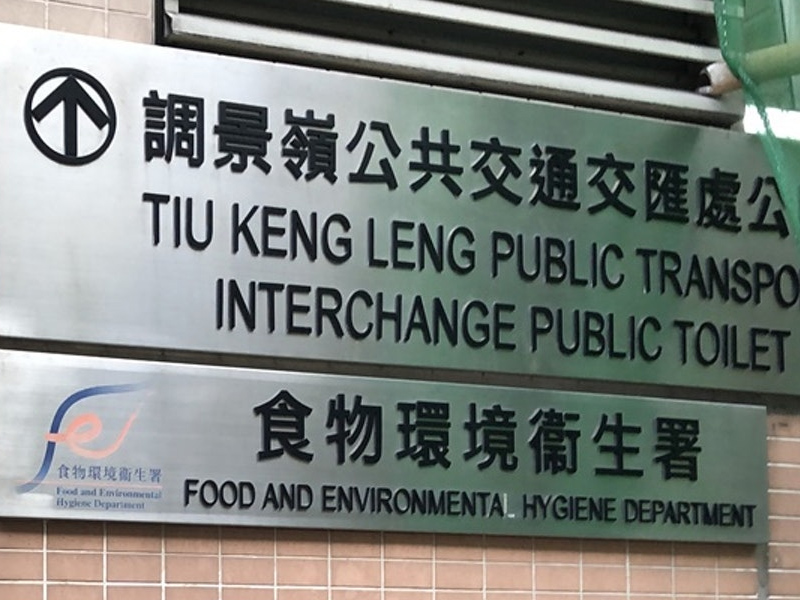 調景嶺公共交通交匯處公
TIU KENG LENG PUBLIC TRANSPO
INTERCHANGE PUBLIC TOILET
食物環境衞生署
FOOD AND ENVIRONMENTAL HYGIENE DEPARTMENT
食物環境衞生署
Food and Environmental
Hygiene Department